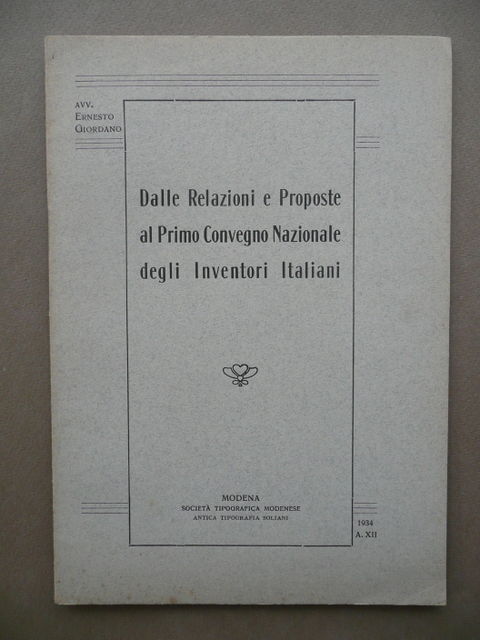 AVV.
ERNESTO
GIORDANO
Dalle Relazioni e Proposte
al Primo Convegno Nazionale
degli Inventori Italiani
MODENA
SOCIETÀ TIPOGRAFICA MODENESE
ANTICA TIPOGRAFIA SOLIANI
1934
A. XII